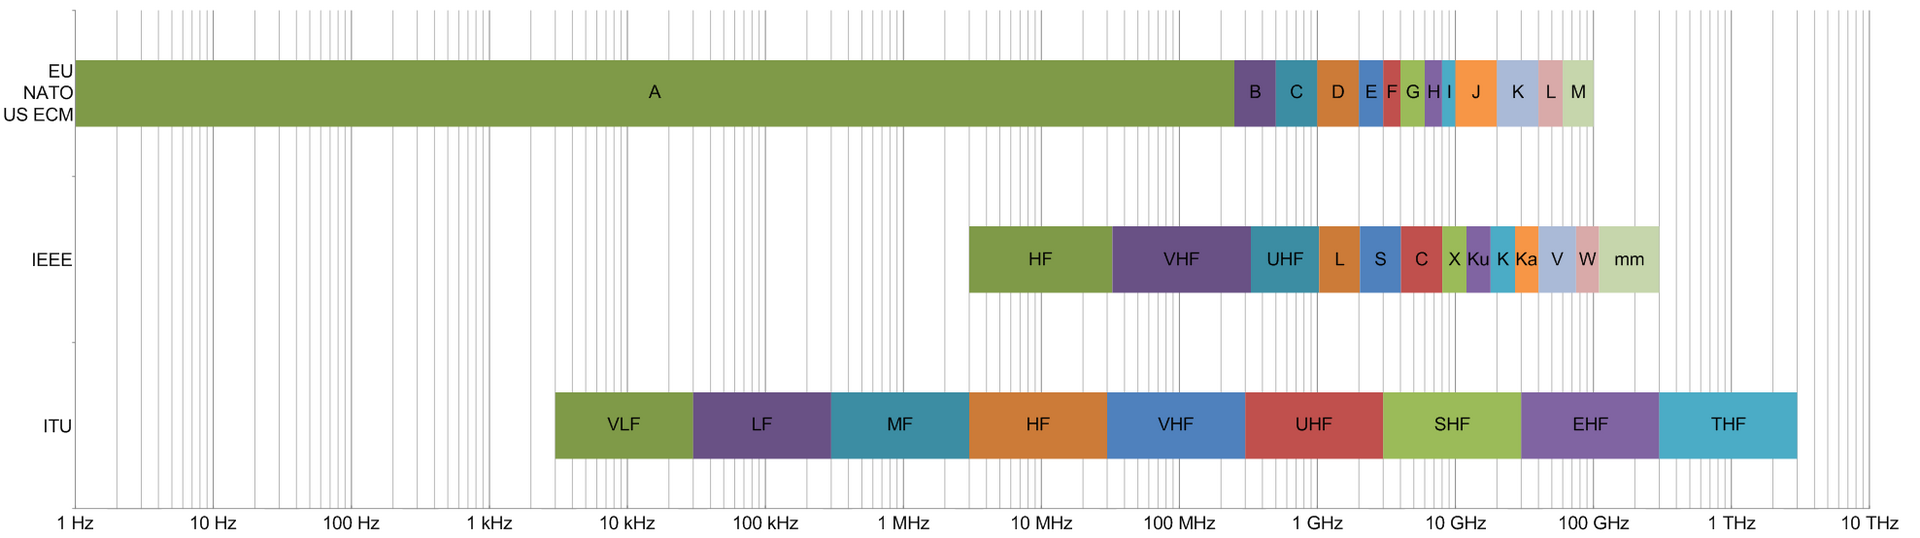 EU
NATO
US ECM
A B C D E F G H I J K L M
IEEE
HF VHF UHF L S C X Ku K Ka V W mm
ITU
VLF LF MF HF VHF UHF SHF EHF THF
1 Hz 10 Hz 100 Hz 1 kHz 10 kHz 100 kHz 1 MHz 10 MHz 100 MHz 1 GHz 10 GHz 100 GHz 1 THz 10 THz